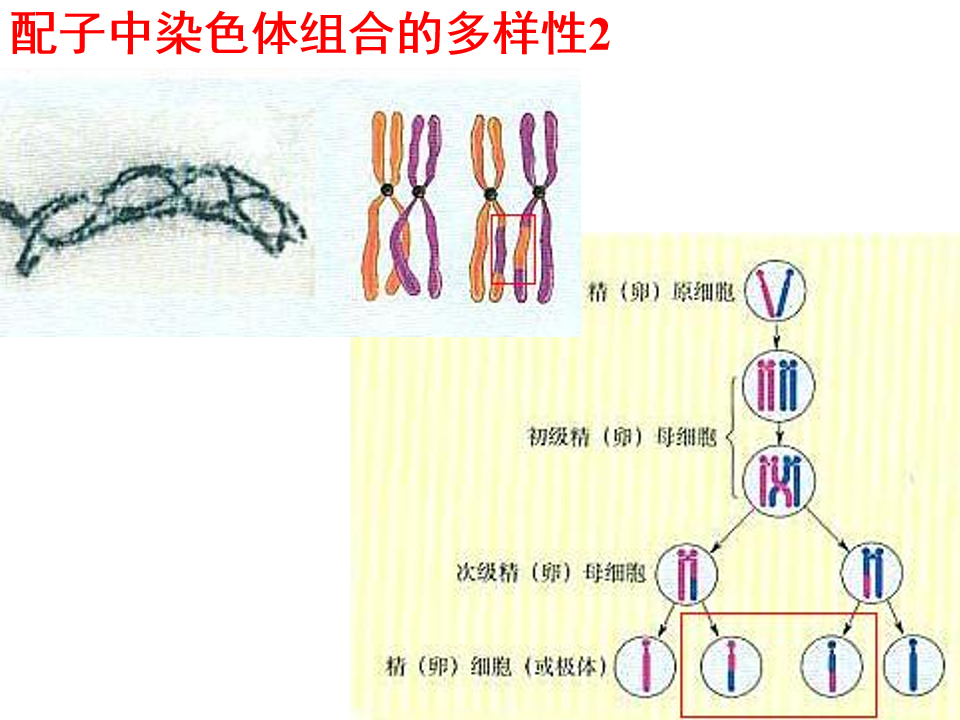 配子中染色体组合的多样性2
精（卵）原细胞
初级精（卵）母细胞
次级精（卵）母细胞
精（卵）细胞（或极体）